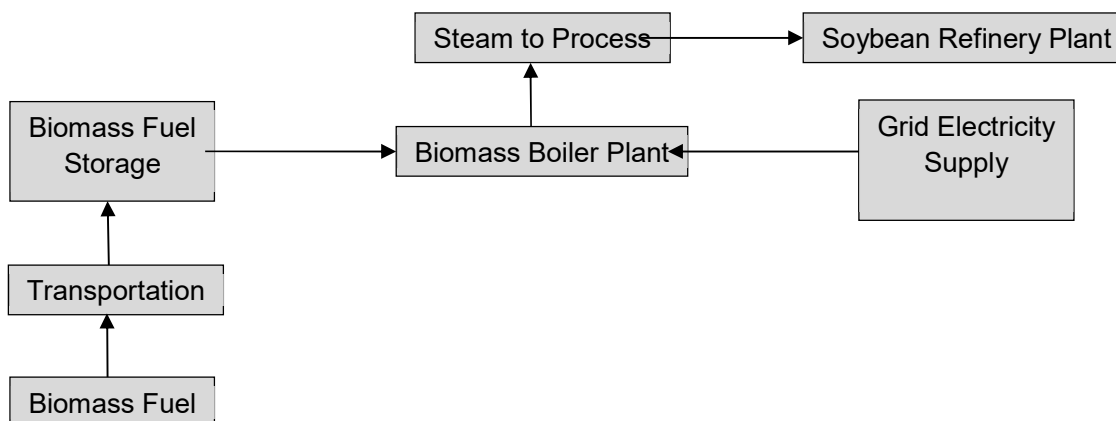 Steam to Process
Soybean Refinery Plant
Biomass Fuel
Storage
Biomass Boiler Plant
Grid Electricity
Supply
Transportation
Biomass Fuel